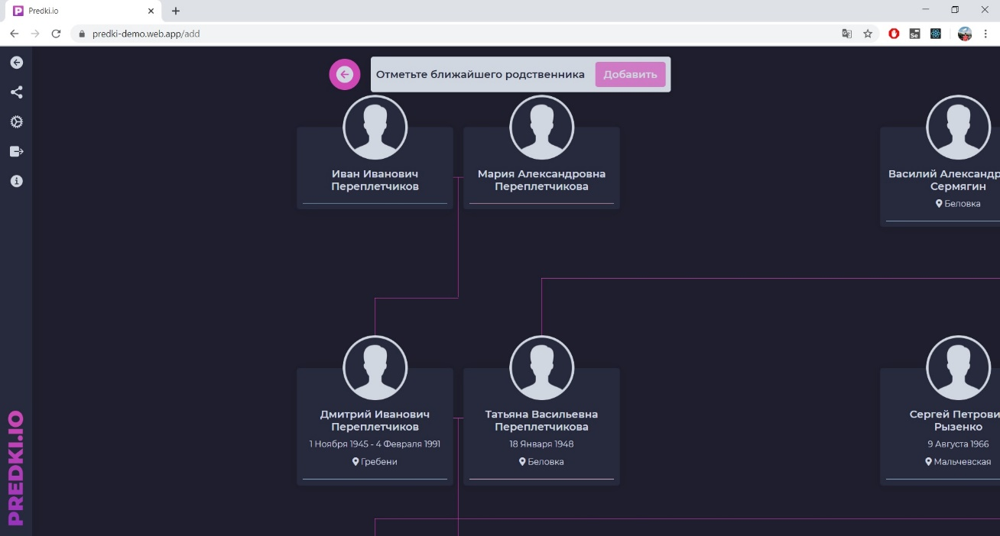 Predki.io
predki-demo.web.app/add
Отметьте ближайшего родственника
Добавить
Иван Иванович
Переплетчиков
Мария Александровна
Переплетчикова
Василий Александр
Сермягин
Беловка
Дмитрий Иванович
Переплетчиков
1 Ноября 1945 - 4 Февраля 1991
Гребени
Татьяна Васильевна
Переплетчикова
18 Января 1948
Беловка
Сергей Петрови
Рызенко
9 Августа 1966
Мальчевская
PREDKI.IO